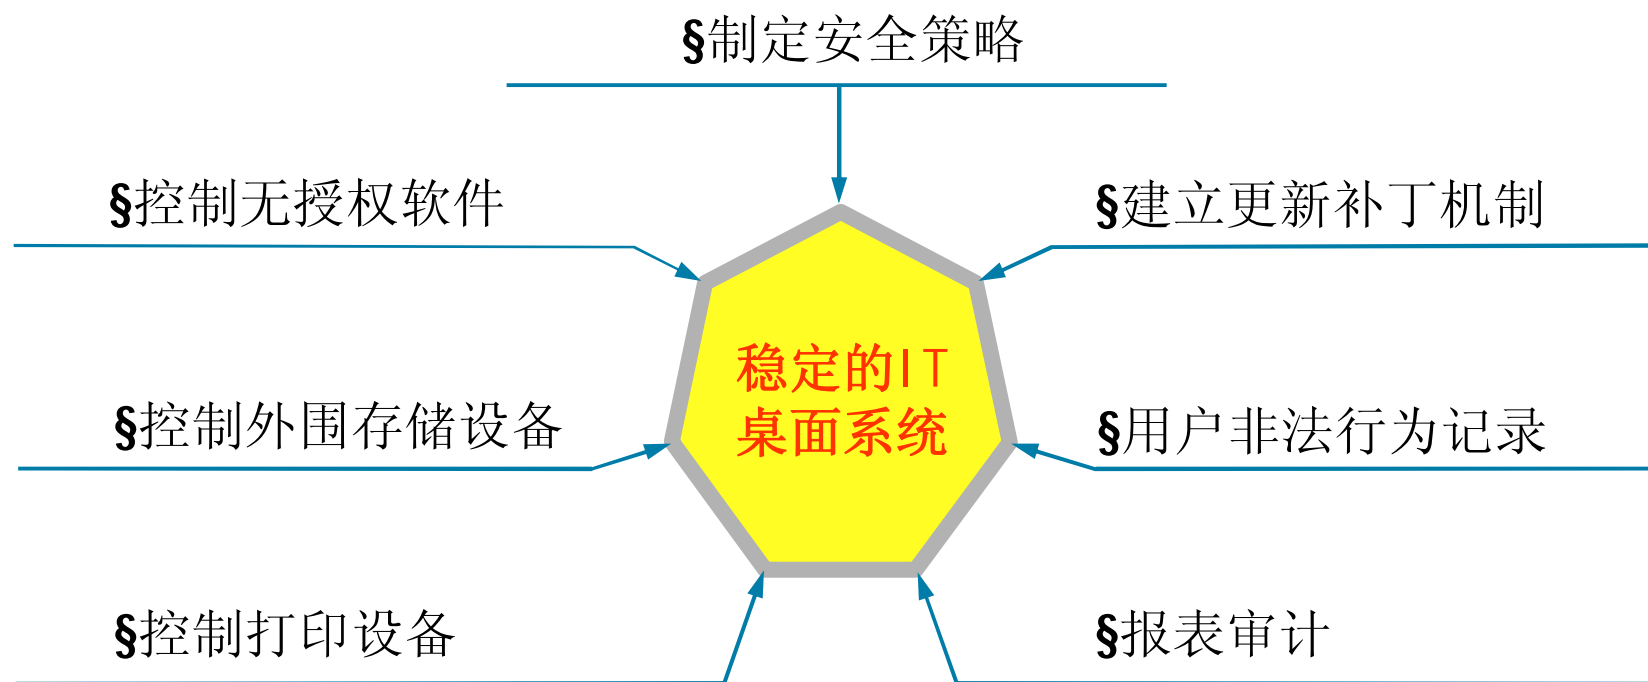 §制定安全策略
§控制无授权软件
§建立更新补丁机制
稳定的IT
桌面系统
§控制外围存储设备
§用户非法行为记录
§控制打印设备
§报表审计